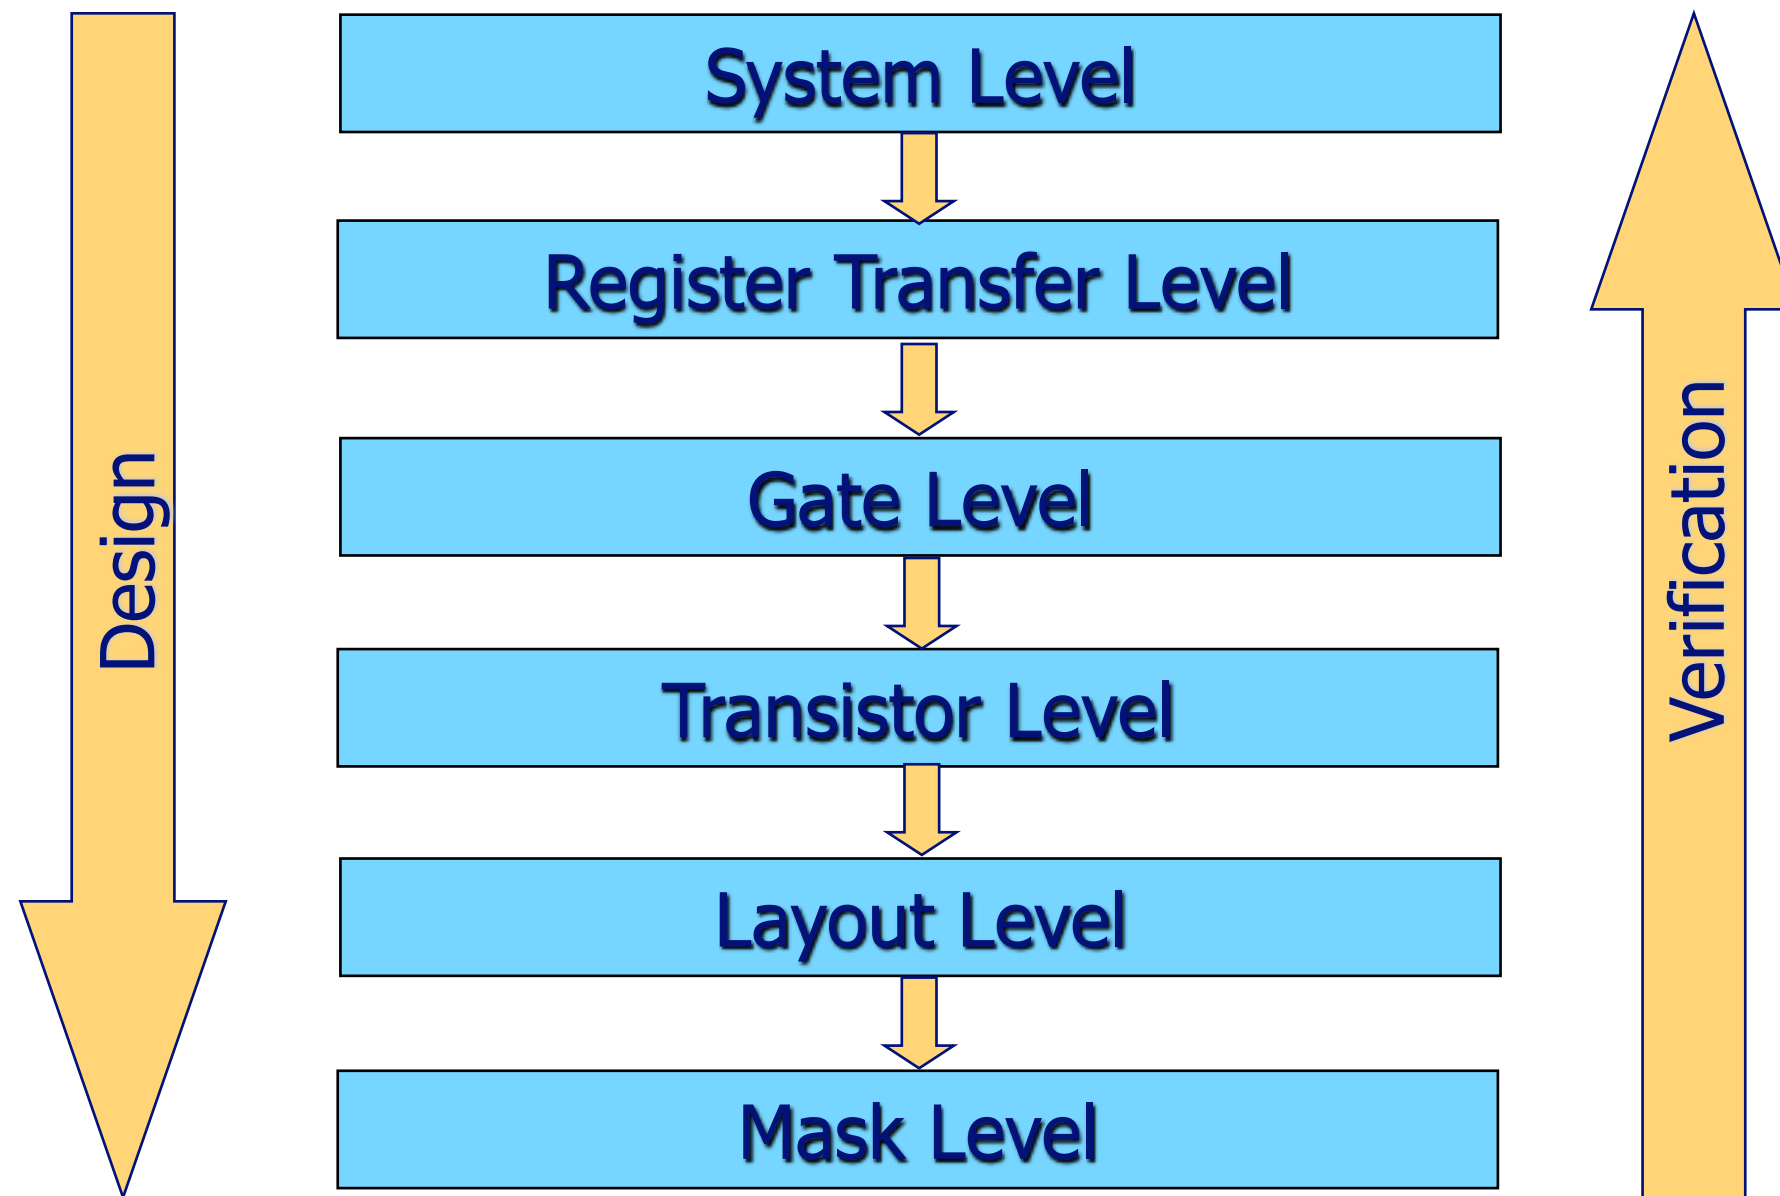 System Level
Register Transfer Level
Gate Level
Transistor Level
Layout Level
Mask Level
Design
Verification